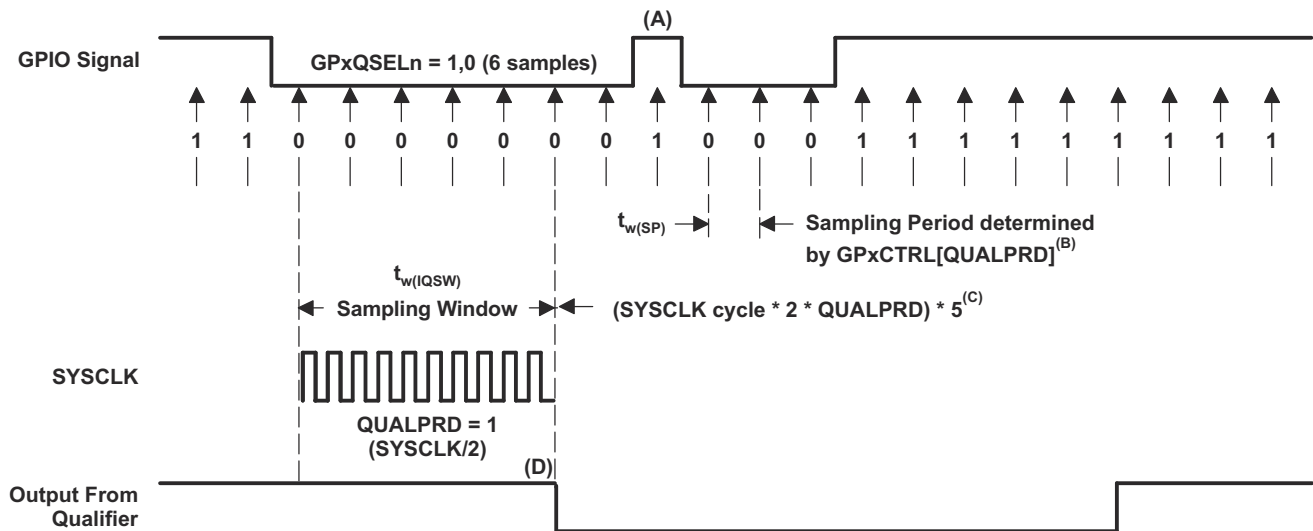 (A)
GPIO Signal
GPxQSELn = 1,0 (6 samples)
1 1 0 0 0 0 0 0 0 1 0 0 0 1 1 1 1 1 1 1 1 1
tw(SP)
Sampling Period determined
by GPxCTRL[QUALPRD](B)
tw(IQSW)
Sampling Window
(SYSCLK cycle * 2 * QUALPRD) * 5(C)
SYSCLK
QUALPRD = 1
(SYSCLK/2)
(D)
Output From
Qualifier